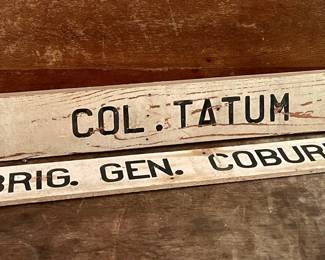 COL. TATUM
BRIG. GEN. COBUR